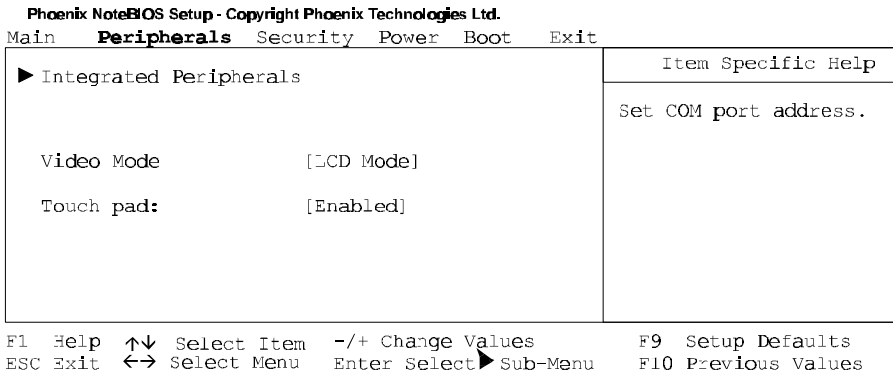 Phoenix NoteBIOS Setup - Copyright Phoenix Technologies Ltd.
Main Peripherals Security Power Boot Exit
▶ Integrated Peripherals
Video Mode [LCD Mode]
Touch pad: [Enabled]
Item Specific Help
Set COM port address.
F1 Help ↑↓ Select Item -/+ Change Values F9 Setup Defaults
ESC Exit ←→ Select Menu Enter Select ▶ Sub-Menu F10 Previous Values